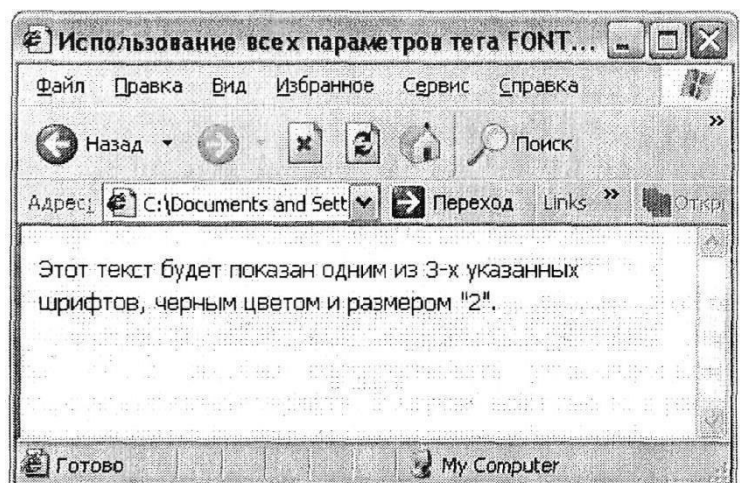 Использование всех параметров тега FONT...
Файл Правка Вид Избранное Сервис Справка
Назад Поиск »
Адрес: C:\Documents and Sett Переход Links »
Этот текст будет показан одним из 3-х указанных
шрифтов, черным цветом и размером "2".
Готово My Computer